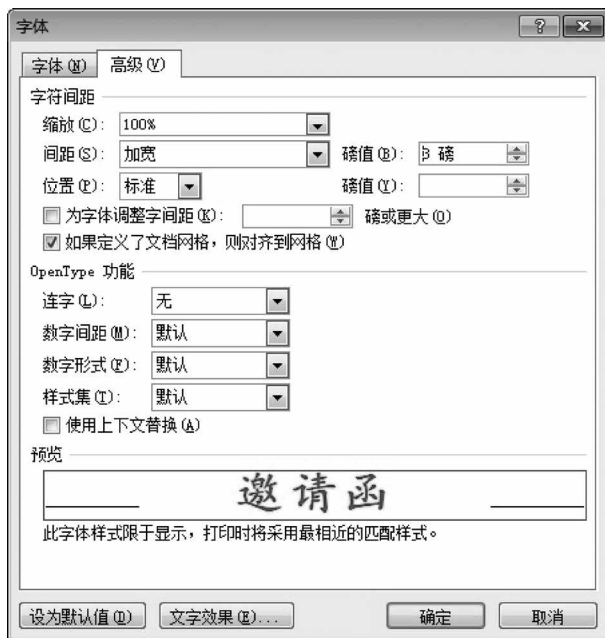 字体
字体(N) 高级(V)
字符间距
缩放(C): 100%
间距(S): 加宽 磅值(B): 3 磅
位置(P): 标准 磅值(Y):
为字体调整字间距(K): 磅或更大(O)
如果定义了文档网格，则对齐到网格(W)
OpenType 功能
连字(L): 无
数字间距(M): 默认
数字形式(F): 默认
样式集(T): 默认
使用上下文替换(A)
预览
邀请函
此字体样式限于显示，打印时将采用最相近的匹配样式。
设为默认值(D) 文字效果(E)... 确定 取消